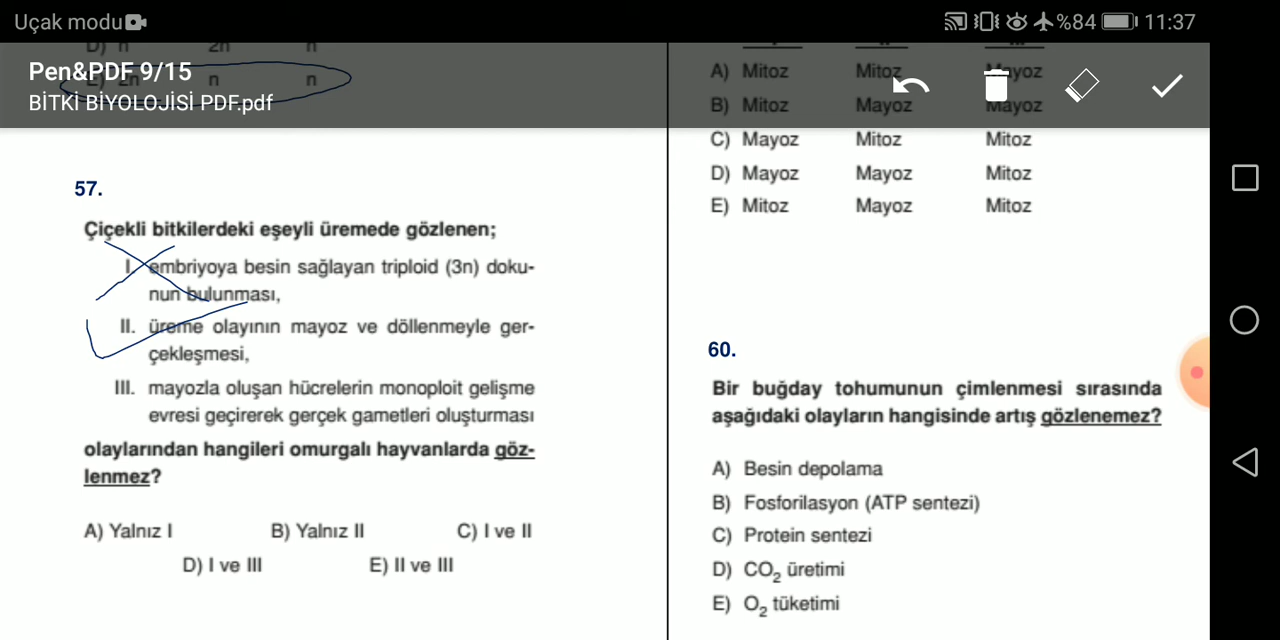 Uçak modu
%84 11:37
D) n 2n n
Pen&PDF 9/15
E) 2n n n
BİTKİ BİYOLOJİSİ PDF.pdf
57.
Çiçekli bitkilerdeki eşeyli üremede gözlenen;
I. embriyoya besin sağlayan triploid (3n) doku-
nun bulunması,
II. üreme olayının mayoz ve döllenmeyle ger-
çekleşmesi,
III. mayozla oluşan hücrelerin monoploit gelişme
evresi geçirerek gerçek gametleri oluşturması
olaylarından hangileri omurgalı hayvanlarda göz-
lenmez?
A) Yalnız I B) Yalnız II C) I ve II
D) I ve III E) II ve III
A) Mitoz Mitoz Mayoz
B) Mitoz Mayoz Mayoz
C) Mayoz Mitoz Mitoz
D) Mayoz Mayoz Mitoz
E) Mitoz Mayoz Mitoz
60.
Bir buğday tohumunun çimlenmesi sırasında
aşağıdaki olayların hangisinde artış gözlenemez?
A) Besin depolama
B) Fosforilasyon (ATP sentezi)
C) Protein sentezi
D) CO₂ üretimi
E) O₂ tüketimi